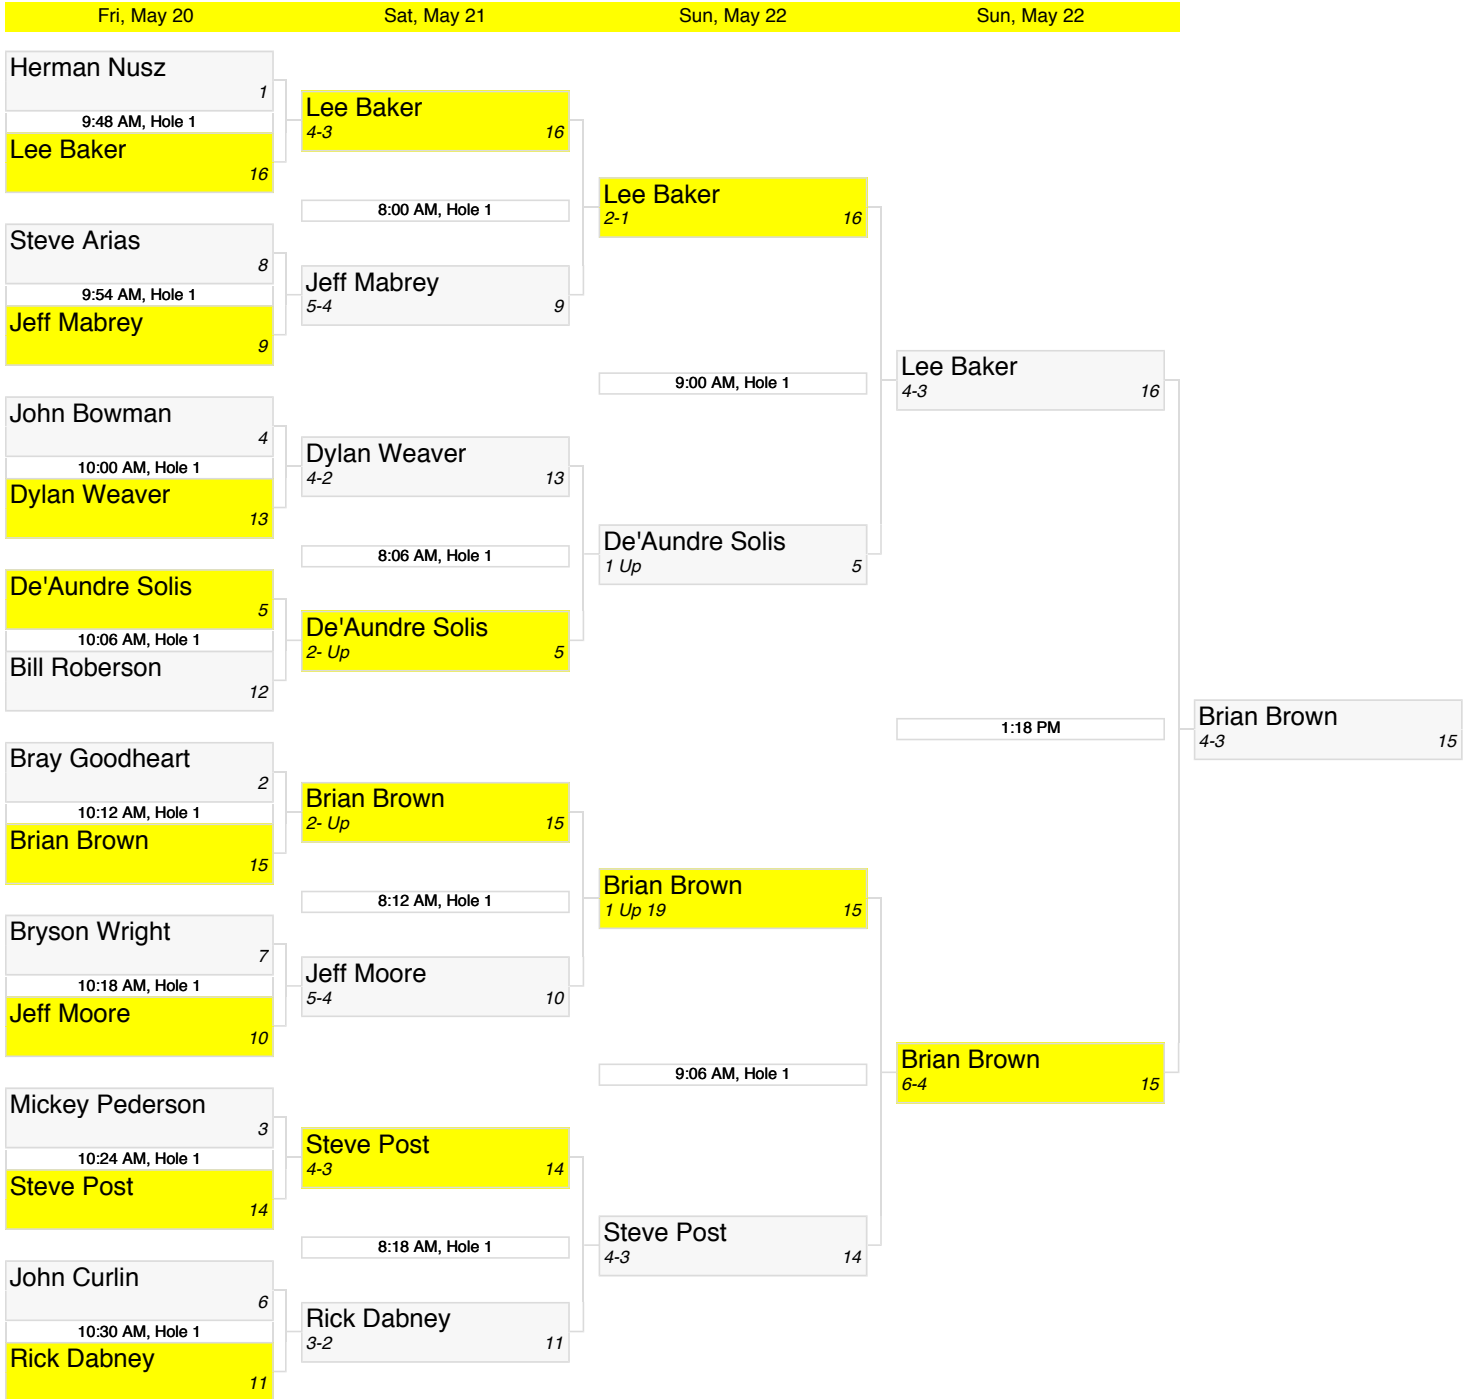 Fri, May 20
Sat, May 21
Sun, May 22
Sun, May 22
Herman Nusz
1
9:48 AM, Hole 1
Lee Baker
16
Steve Arias
8
9:54 AM, Hole 1
Jeff Mabrey
9
John Bowman
4
10:00 AM, Hole 1
Dylan Weaver
13
De'Aundre Solis
5
10:06 AM, Hole 1
Bill Roberson
12
Bray Goodheart
2
10:12 AM, Hole 1
Brian Brown
15
Bryson Wright
7
10:18 AM, Hole 1
Jeff Moore
10
Mickey Pederson
3
10:24 AM, Hole 1
Steve Post
14
John Curlin
6
10:30 AM, Hole 1
Rick Dabney
11
Lee Baker
4-3 16
8:00 AM, Hole 1
Jeff Mabrey
5-4 9
Dylan Weaver
4-2 13
8:06 AM, Hole 1
De'Aundre Solis
2- Up 5
Brian Brown
2- Up 15
8:12 AM, Hole 1
Jeff Moore
5-4 10
Steve Post
4-3 14
8:18 AM, Hole 1
Rick Dabney
3-2 11
Lee Baker
2-1 16
9:00 AM, Hole 1
De'Aundre Solis
1 Up 5
Brian Brown
1 Up 19 15
9:06 AM, Hole 1
Steve Post
4-3 14
Lee Baker
4-3 16
1:18 PM
Brian Brown
6-4 15
Brian Brown
4-3 15